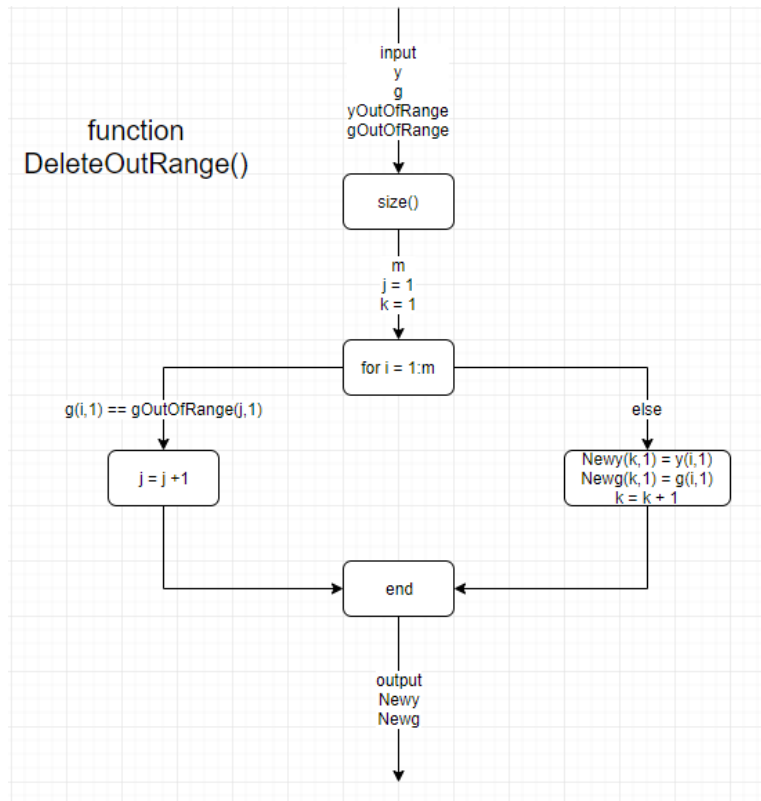 function
DeleteOutRange()
input
y
g
yOutOfRange
gOutOfRange
size()
m
j = 1
k = 1
for i = 1:m
g(i,1) == gOutOfRange(j,1)
else
j = j +1
Newy(k,1) = y(i,1)
Newg(k,1) = g(i,1)
k = k + 1
end
output
Newy
Newg